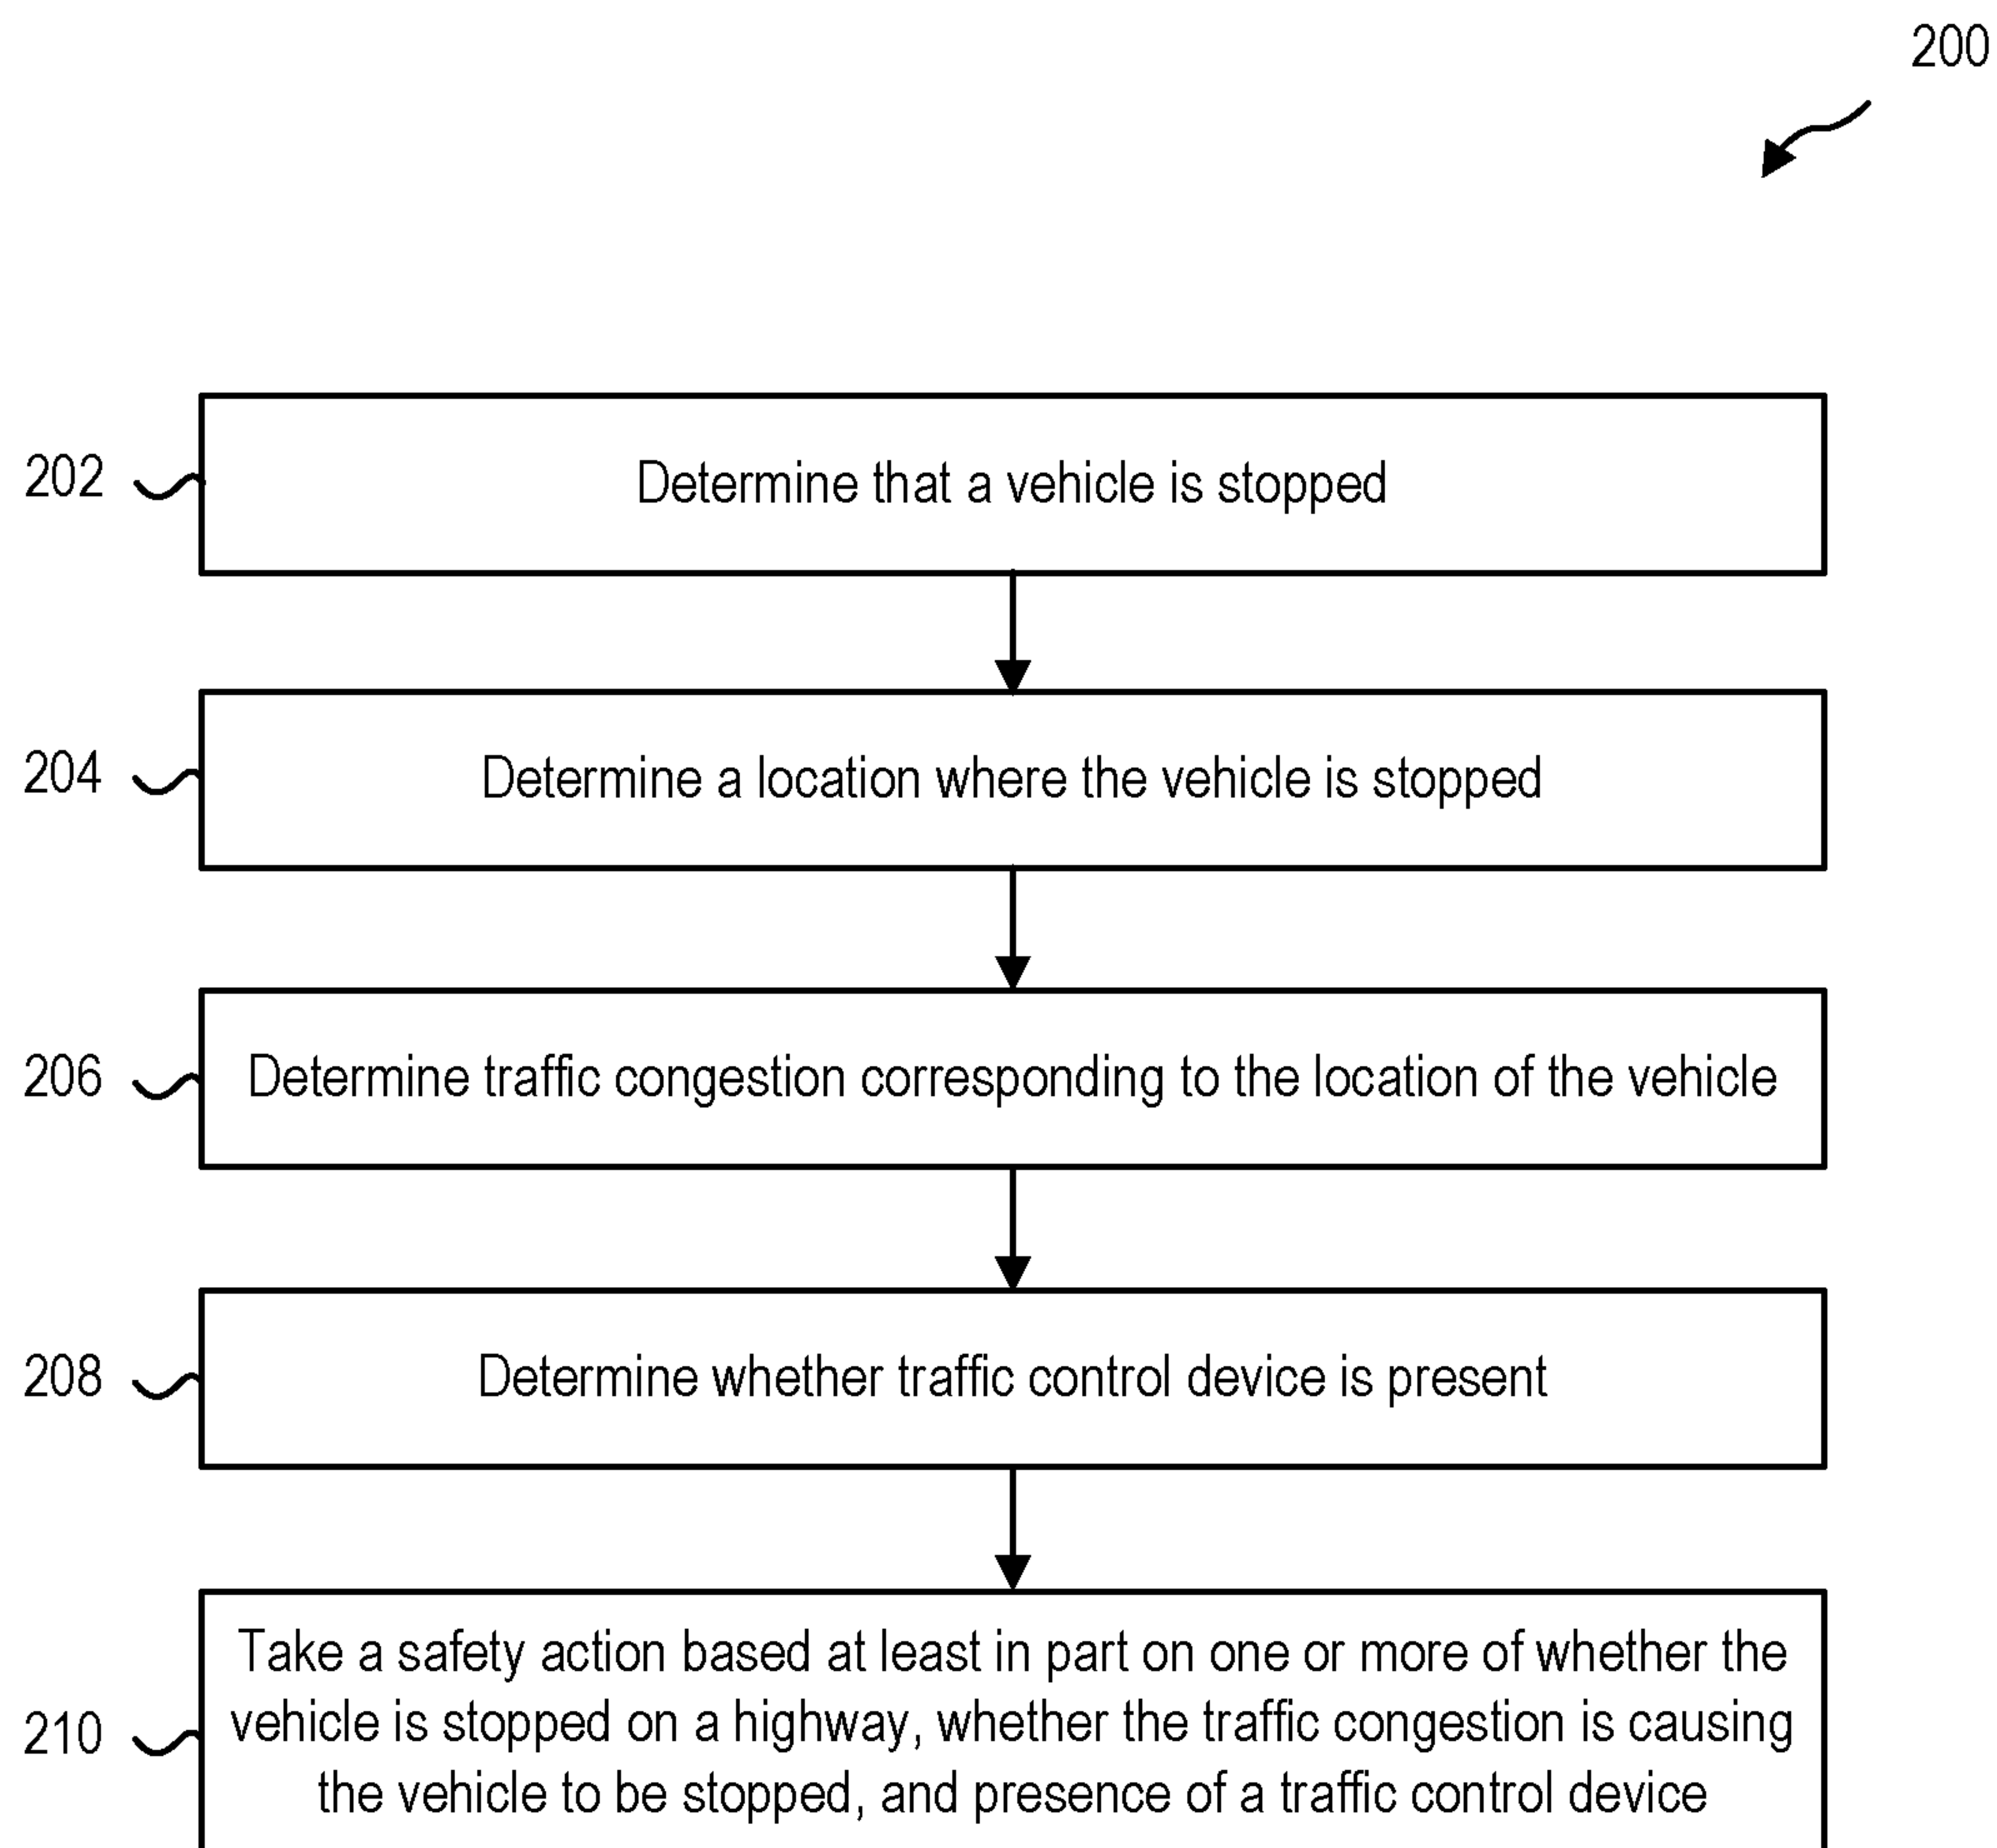 200
202
Determine that a vehicle is stopped
204
Determine a location where the vehicle is stopped
206
Determine traffic congestion corresponding to the location of the vehicle
208
Determine whether traffic control device is present
210
Take a safety action based at least in part on one or more of whether the
vehicle is stopped on a highway, whether the traffic congestion is causing
the vehicle to be stopped, and presence of a traffic control device